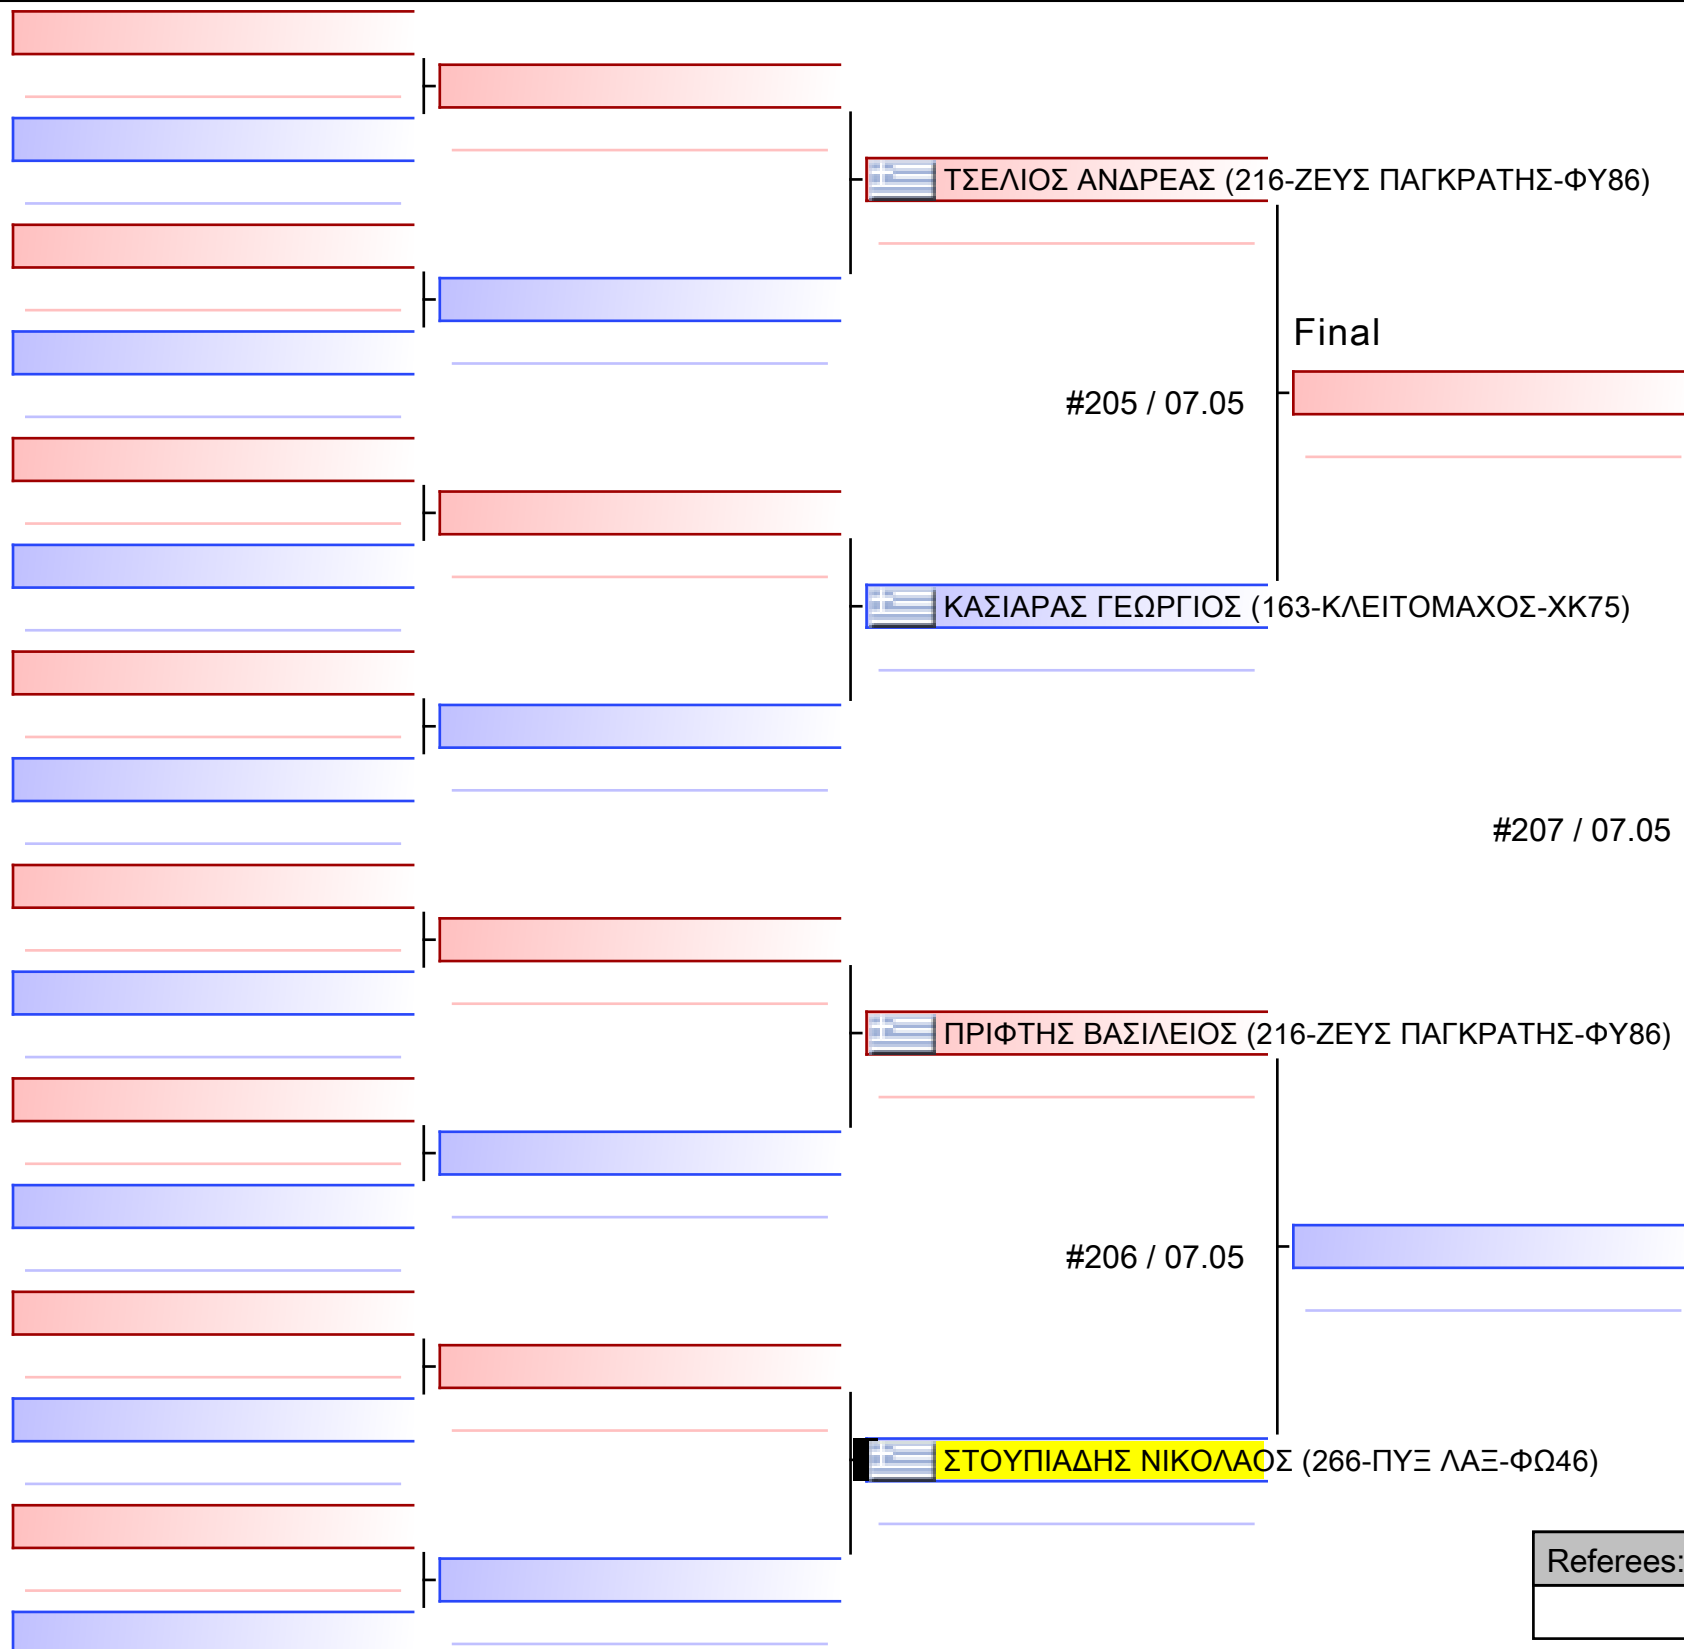 ΤΣΕΛΙΟΣ ΑΝΔΡΕΑΣ (216-ΖΕΥΣ ΠΑΓΚΡΑΤΗΣ-ΦΥ86)
Final
#205 / 07.05
ΚΑΣΙΑΡΑΣ ΓΕΩΡΓΙΟΣ (163-ΚΛΕΙΤΟΜΑΧΟΣ-ΧΚ75)
#207 / 07.05
ΠΡΙΦΤΗΣ ΒΑΣΙΛΕΙΟΣ (216-ΖΕΥΣ ΠΑΓΚΡΑΤΗΣ-ΦΥ86)
#206 / 07.05
ΣΤΟΥΠΙΑΔΗΣ ΝΙΚΟΛΑΟΣ (266-ΠΥΞ ΛΑΞ-ΦΩ46)
Referees: